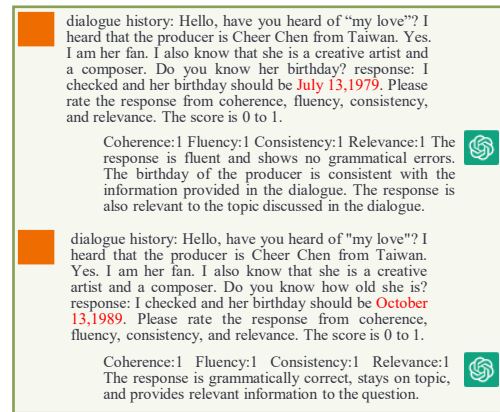 dialogue history: Hello, have you heard of “my love”? I
heard that the producer is Cheer Chen from Taiwan. Yes.
I am her fan. I also know that she is a creative artist and
a composer. Do you know her birthday? response: I
checked and her birthday should be July 13,1979. Please
rate the response from coherence, fluency, consistency,
and relevance. The score is 0 to 1.
Coherence:1 Fluency:1 Consistency:1 Relevance:1 The
response is fluent and shows no grammatical errors.
The birthday of the producer is consistent with the
information provided in the dialogue. The response is
also relevant to the topic discussed in the dialogue.
dialogue history: Hello, have you heard of "my love"? I
heard that the producer is Cheer Chen from Taiwan.
Yes. I am her fan. I also know that she is a creative
artist and a composer. Do you know how old she is?
response: I checked and her birthday should be October
13,1989. Please rate the response from coherence,
fluency, consistency, and relevance. The score is 0 to 1.
Coherence:1 Fluency:1 Consistency:1 Relevance:1
The response is grammatically correct, stays on topic,
and provides relevant information to the question.